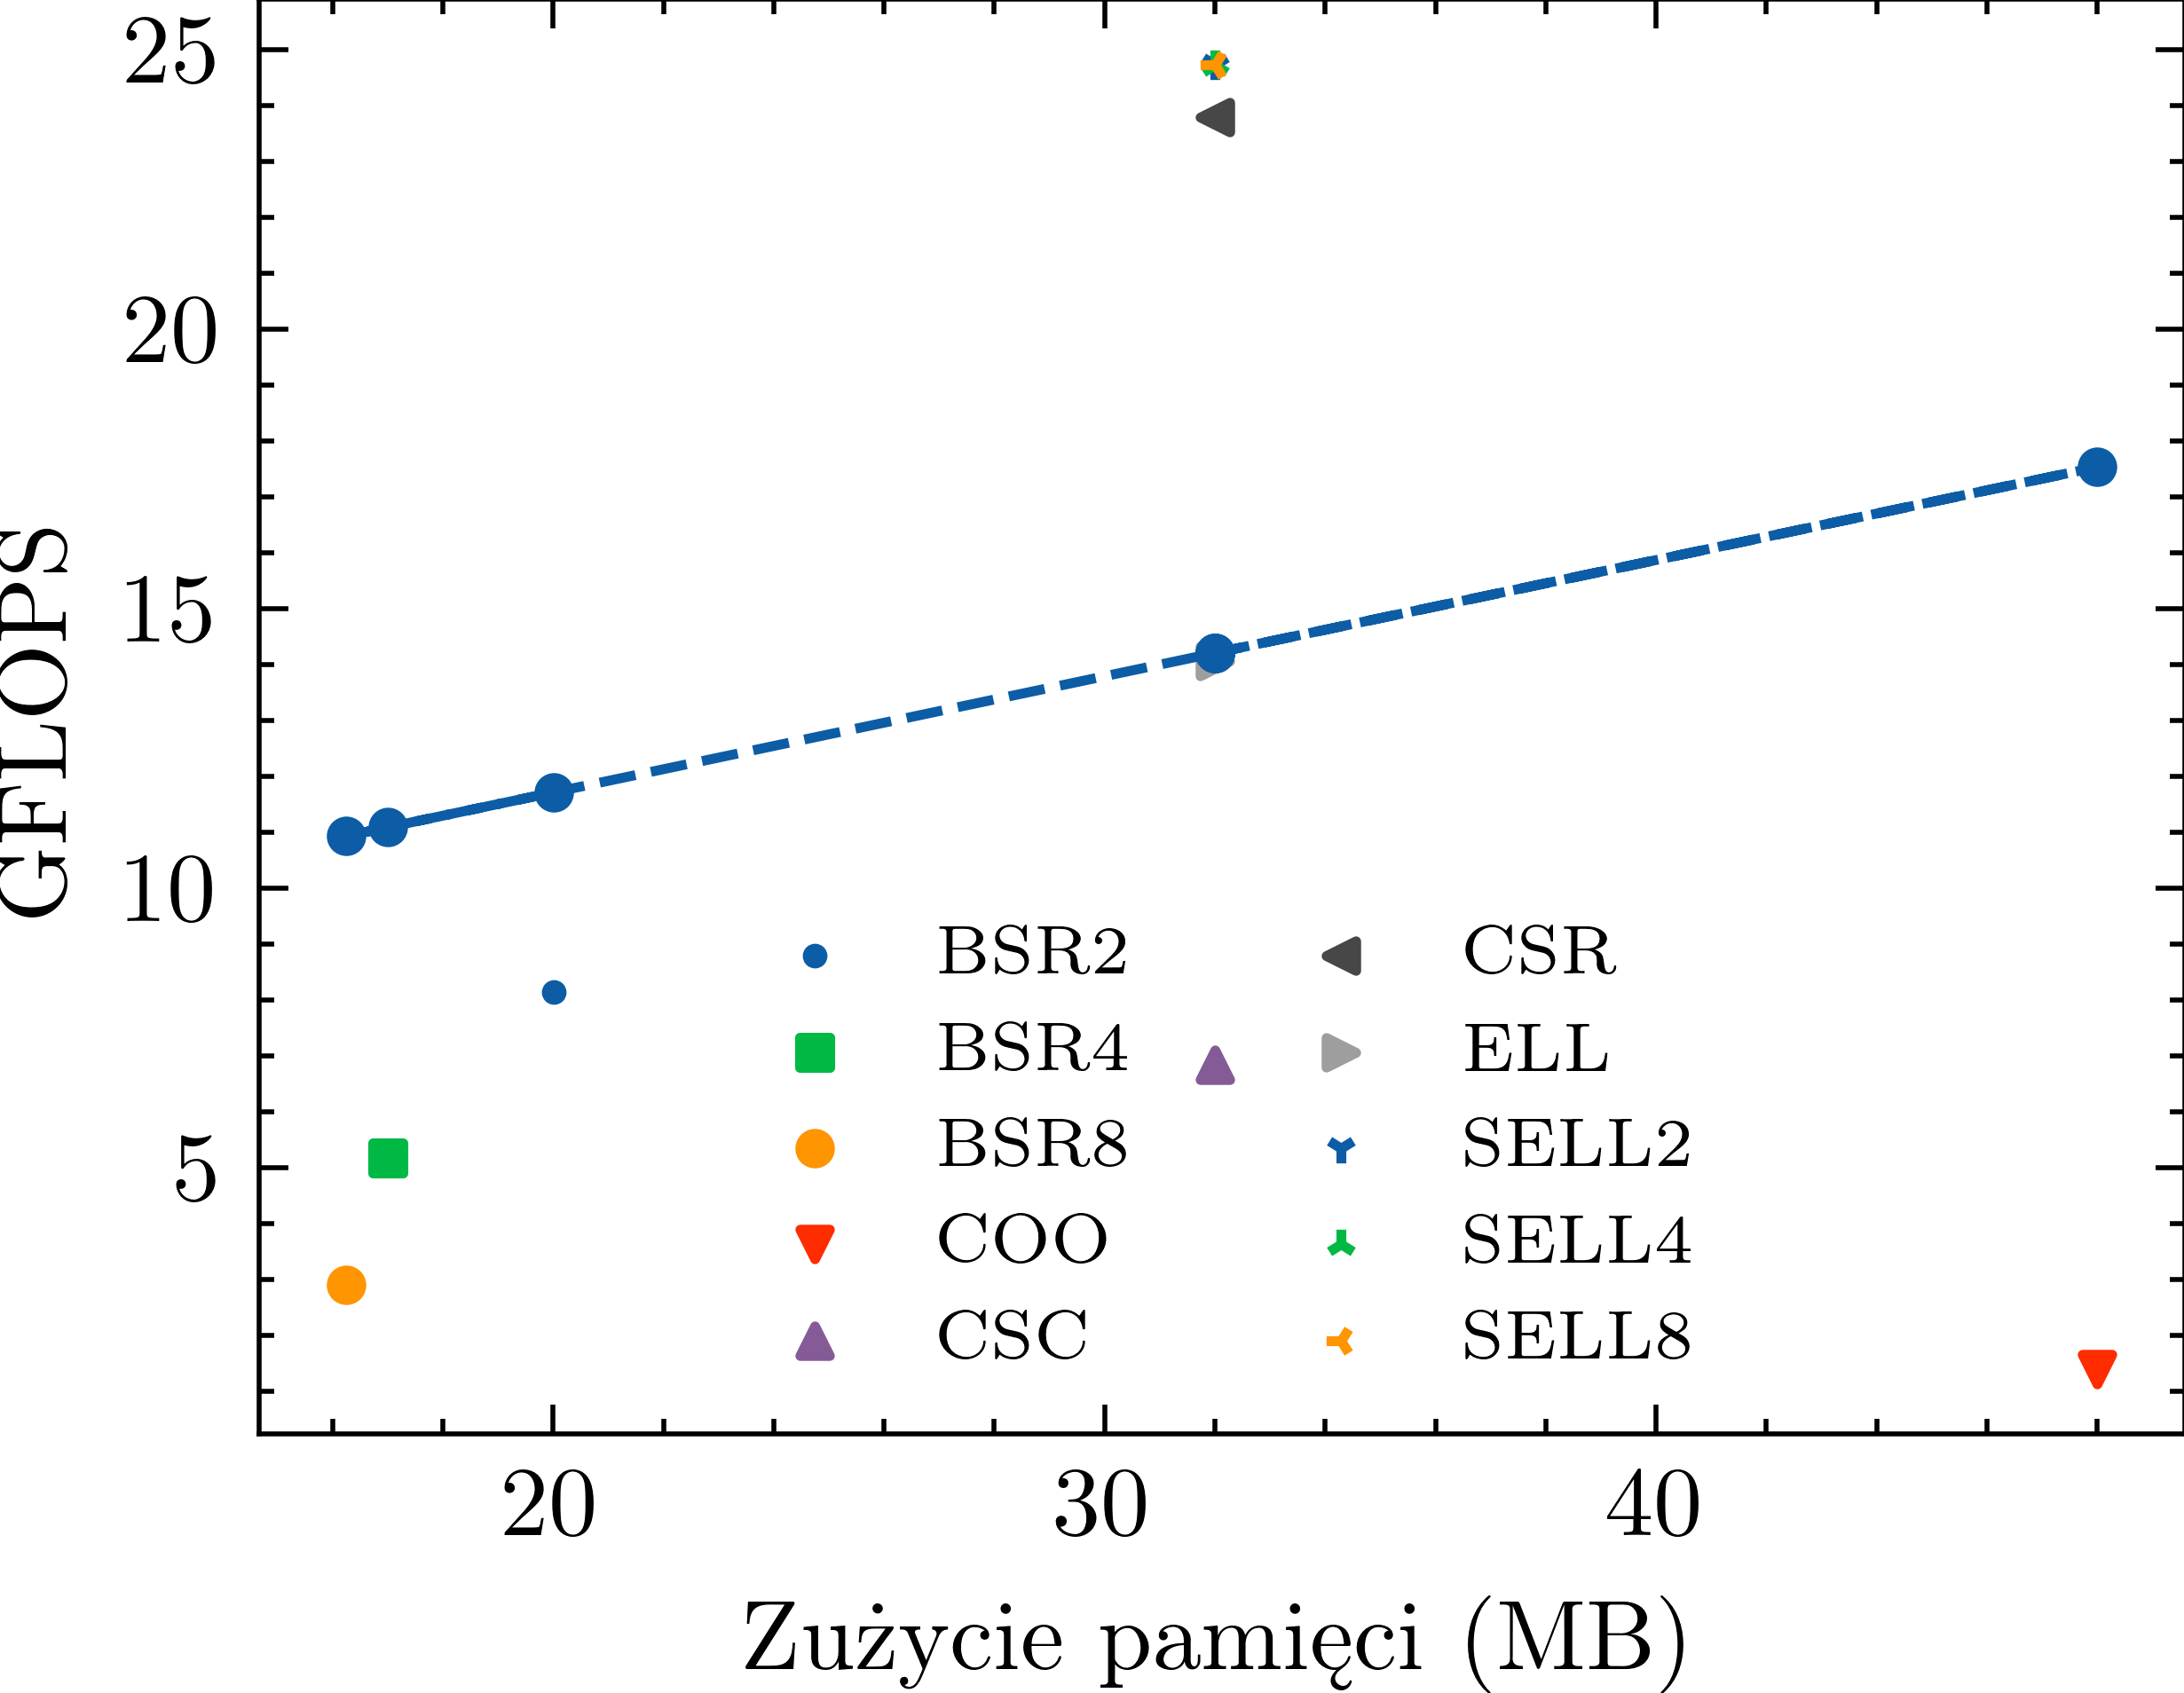 25
20
15
10
5
GFLOPS
BSR2
BSR4
BSR8
COO
CSC
CSR
ELL
SELL2
SELL4
SELL8
20 30 40
Zużycie pamięci (MB)